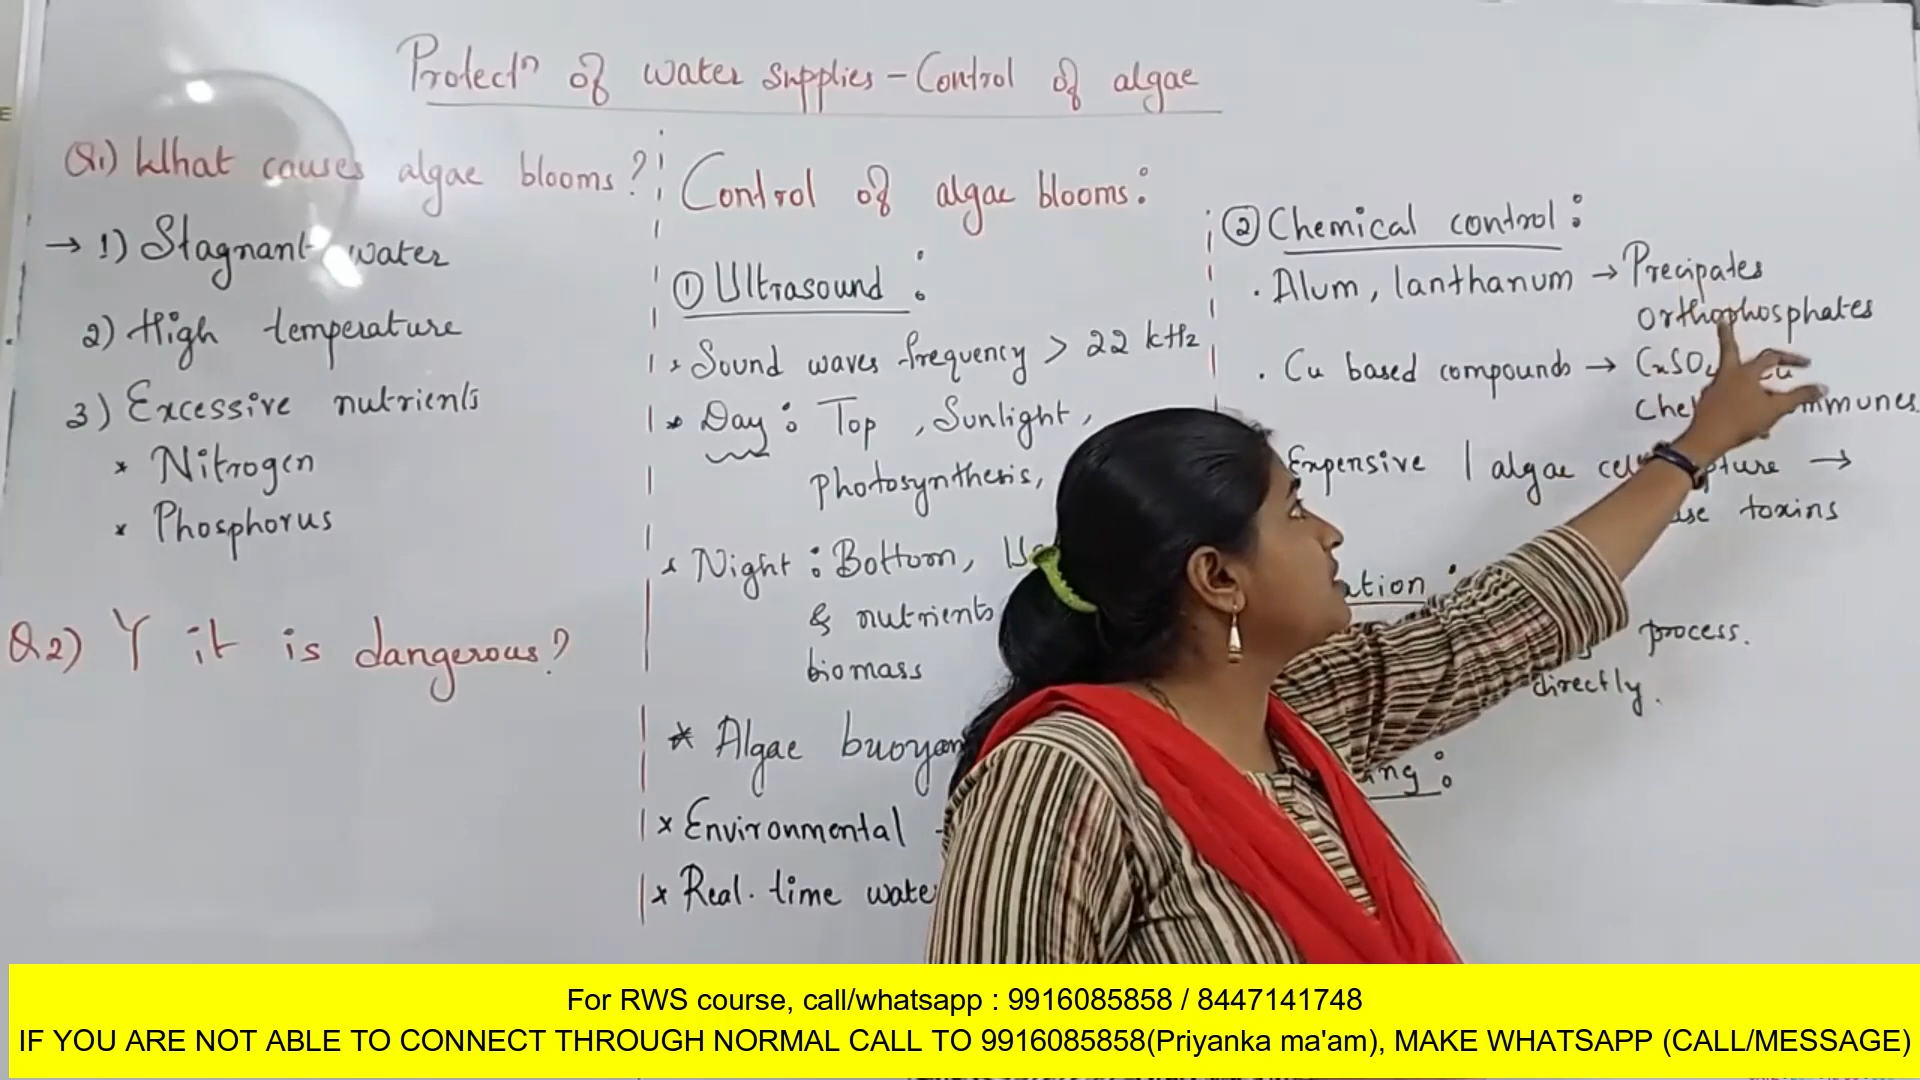 Protectⁿ of water supplies - Control of algae
Q1) What causes algae blooms?
→ 1) Stagnant water
2) High temperature
3) Excessive nutrients
* Nitrogen
* Phosphorus
Q2) Y it is dangerous?
Control of algae blooms:
① Ultrasound :
* Sound waves frequency > 22 kHz
* Day : Top , Sunlight ,
Photosynthesis,
* Night : Bottom,
& nutrients
biomass
* Algae
* Environmental
* Real-time
② Chemical control :
. Alum, lanthanum → Precipates
orthophosphates
. Cu based compounds → CuSO₄
Expensive | algae →
toxins
process.
directly.
For RWS course, call/whatsapp : 9916085858 / 8447141748
IF YOU ARE NOT ABLE TO CONNECT THROUGH NORMAL CALL TO 9916085858(Priyanka ma'am), MAKE WHATSAPP (CALL/MESSAGE)